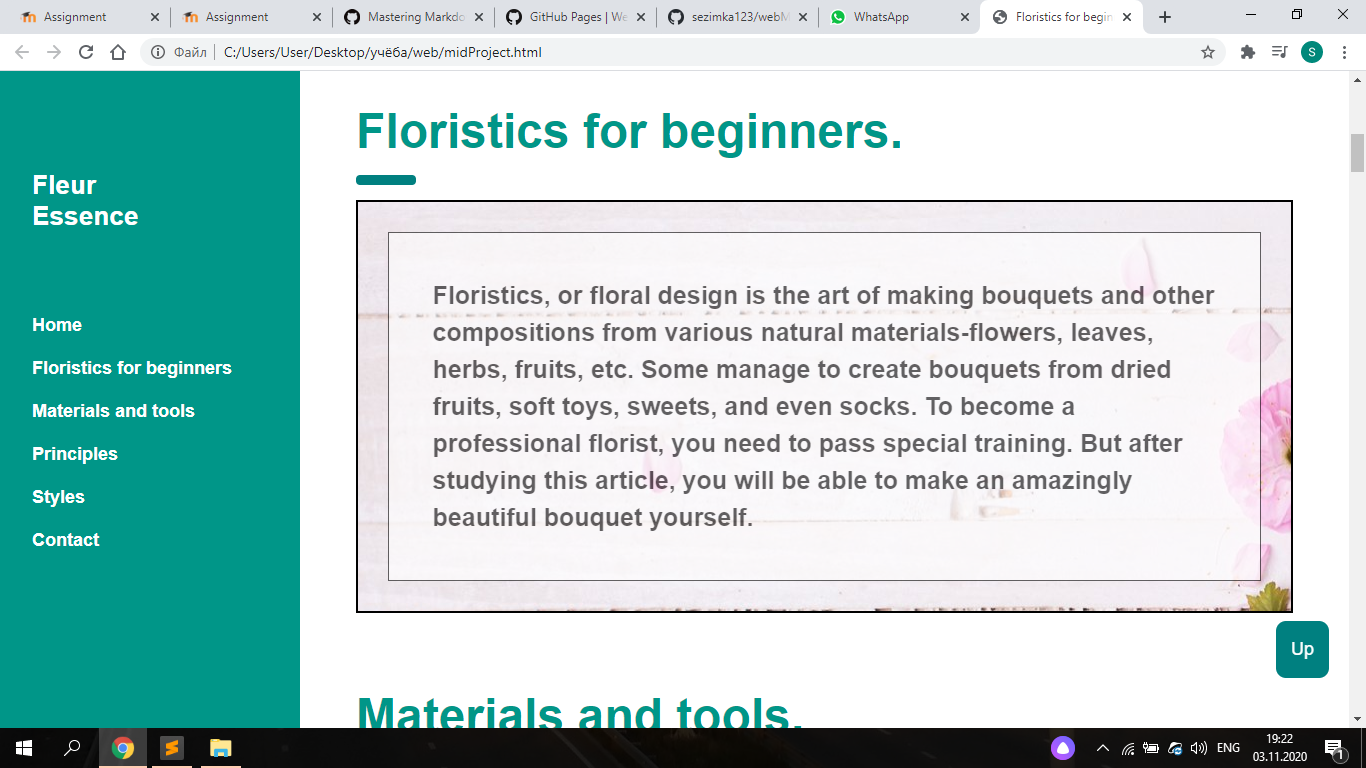 Assignment
Assignment
Mastering Markdo
GitHub Pages | We
sezimka123/webM
WhatsApp
Floristics for begin
Файл
C:/Users/User/Desktop/учёба/web/midProject.html
S
Fleur
Essence
Home
Floristics for beginners
Materials and tools
Principles
Styles
Contact
Floristics for beginners.
Floristics, or floral design is the art of making bouquets and other
compositions from various natural materials-flowers, leaves,
herbs, fruits, etc. Some manage to create bouquets from dried
fruits, soft toys, sweets, and even socks. To become a
professional florist, you need to pass special training. But after
studying this article, you will be able to make an amazingly
beautiful bouquet yourself.
Up
Materials and tools.
ENG
19:22
03.11.2020
1